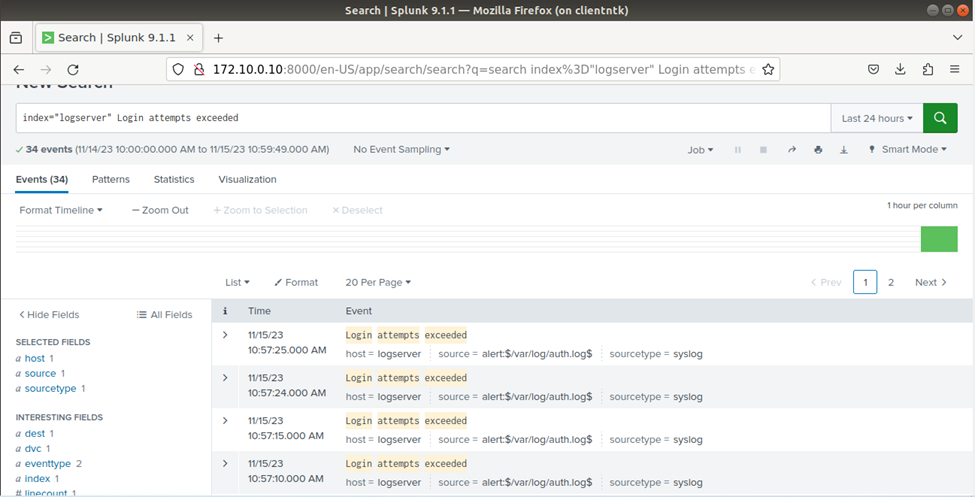 Search | Splunk 9.1.1 — Mozilla Firefox (on clientntk)
Search | Splunk 9.1.1
172.10.0.10:8000/en-US/app/search/search?q=search index%3D"logserver" Login attempts e
New Search
index="logserver" Login attempts exceeded
Last 24 hours
34 events (11/14/23 10:00:00.000 AM to 11/15/23 10:59:49.000 AM)
No Event Sampling
Job
Smart Mode
Events (34)
Patterns
Statistics
Visualization
Format Timeline
— Zoom Out
+ Zoom to Selection
× Deselect
1 hour per column
List
Format
20 Per Page
< Prev
1
2
Next >
< Hide Fields
All Fields
i
Time
Event
SELECTED FIELDS
a host 1
a source 1
a sourcetype 1
INTERESTING FIELDS
a dest 1
a dvc 1
a eventtype 2
a index 1
# linecount 1
11/15/23
10:57:25.000 AM
Login attempts exceeded
host = logserver source = alert:$/var/log/auth.log$ sourcetype = syslog
11/15/23
10:57:24.000 AM
Login attempts exceeded
host = logserver source = alert:$/var/log/auth.log$ sourcetype = syslog
11/15/23
10:57:15.000 AM
Login attempts exceeded
host = logserver source = alert:$/var/log/auth.log$ sourcetype = syslog
11/15/23
10:57:10.000 AM
Login attempts exceeded
host = logserver source = alert:$/var/log/auth.log$ sourcetype = syslog